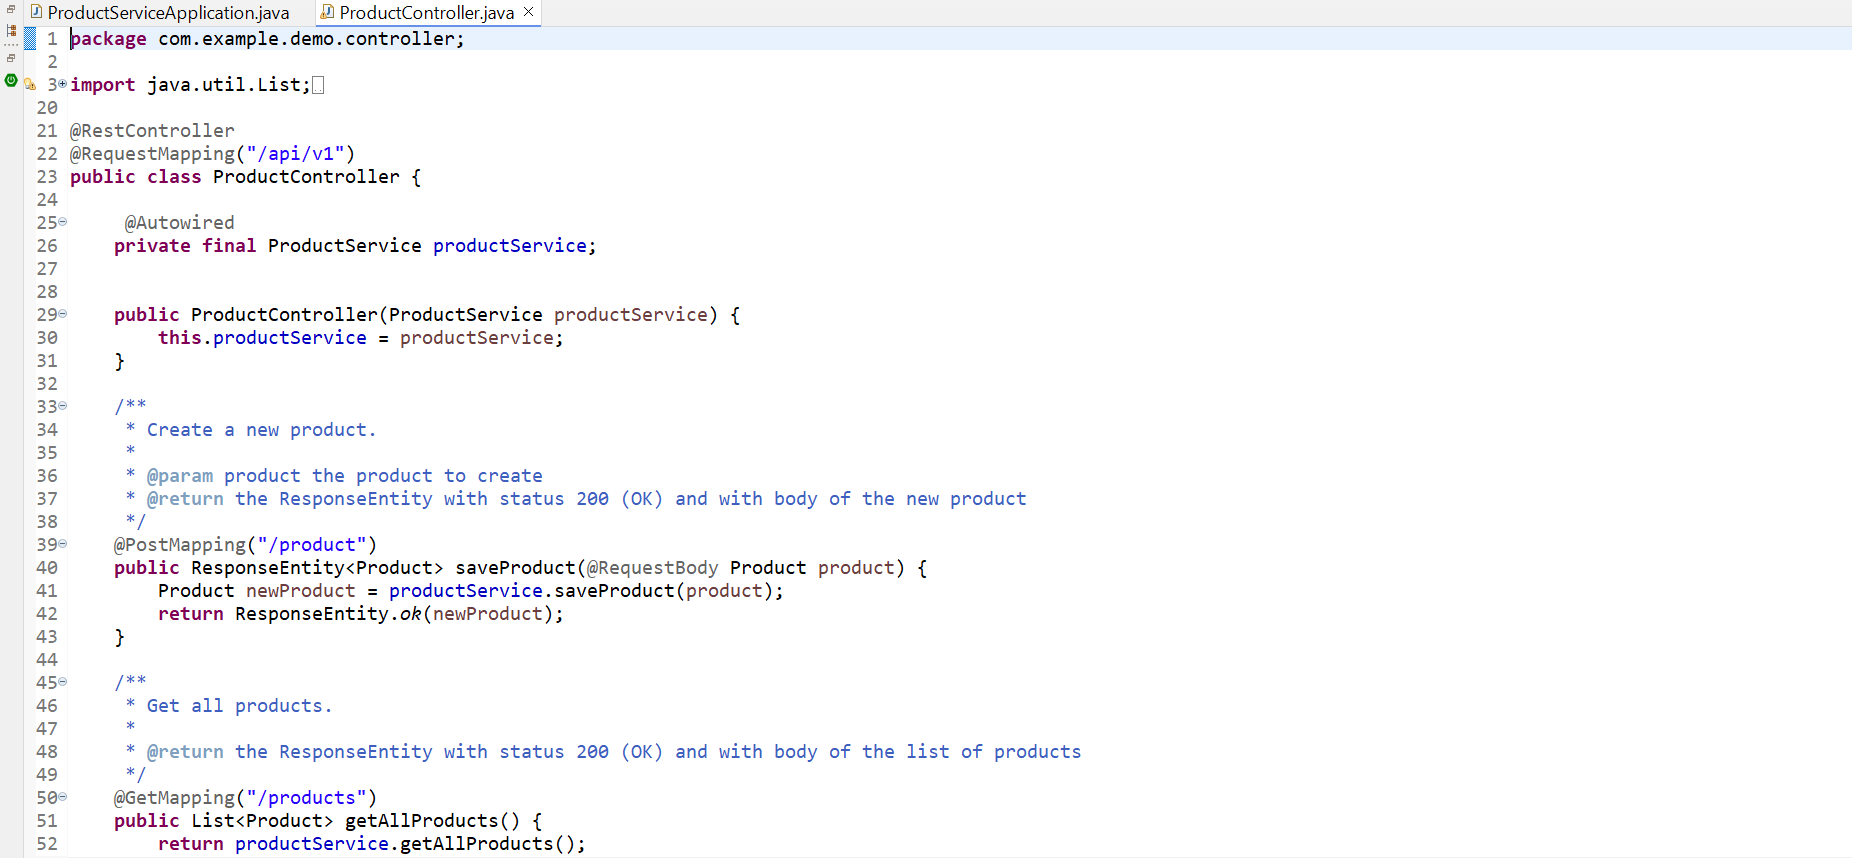 ProductServiceApplication.java ProductController.java
1 package com.example.demo.controller;
2
3 import java.util.List;
20
21 @RestController
22 @RequestMapping("/api/v1")
23 public class ProductController {
24
25 @Autowired
26 private final ProductService productService;
27
28
29 public ProductController(ProductService productService) {
30 this.productService = productService;
31 }
32
33 /**
34 * Create a new product.
35 *
36 * @param product the product to create
37 * @return the ResponseEntity with status 200 (OK) and with body of the new product
38 */
39 @PostMapping("/product")
40 public ResponseEntity<Product> saveProduct(@RequestBody Product product) {
41 Product newProduct = productService.saveProduct(product);
42 return ResponseEntity.ok(newProduct);
43 }
44
45 /**
46 * Get all products.
47 *
48 * @return the ResponseEntity with status 200 (OK) and with body of the list of products
49 */
50 @GetMapping("/products")
51 public List<Product> getAllProducts() {
52 return productService.getAllProducts();